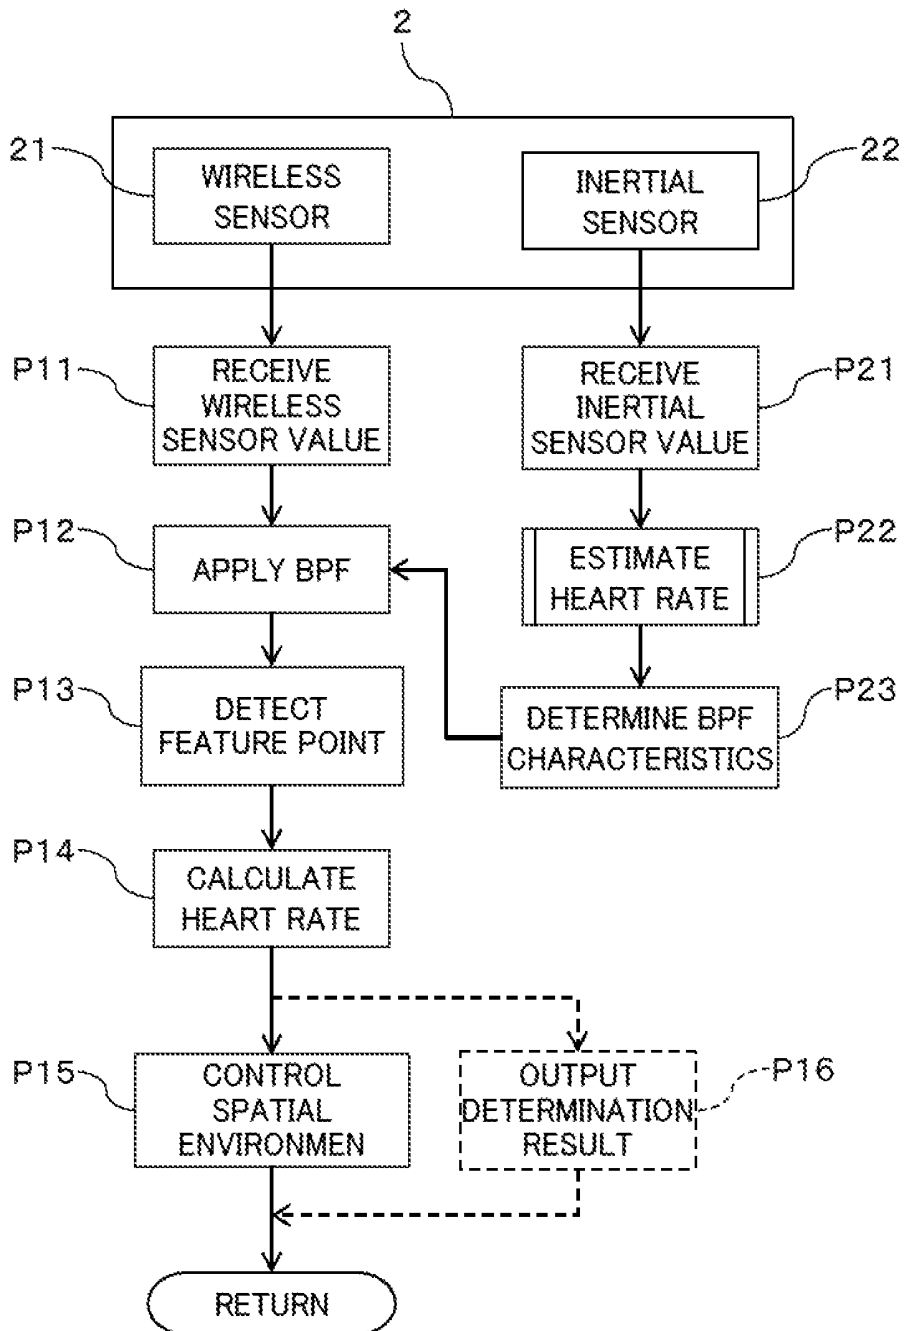 2
21
WIRELESS
SENSOR
22
INERTIAL
SENSOR
P11
RECEIVE
WIRELESS
SENSOR VALUE
P21
RECEIVE
INERTIAL
SENSOR VALUE
P12
APPLY BPF
P22
ESTIMATE
HEART RATE
P13
DETECT
FEATURE POINT
P23
DETERMINE BPF
CHARACTERISTICS
P14
CALCULATE
HEART RATE
P15
CONTROL
SPATIAL
ENVIRONMEN
P16
OUTPUT
DETERMINATION
RESULT
RETURN